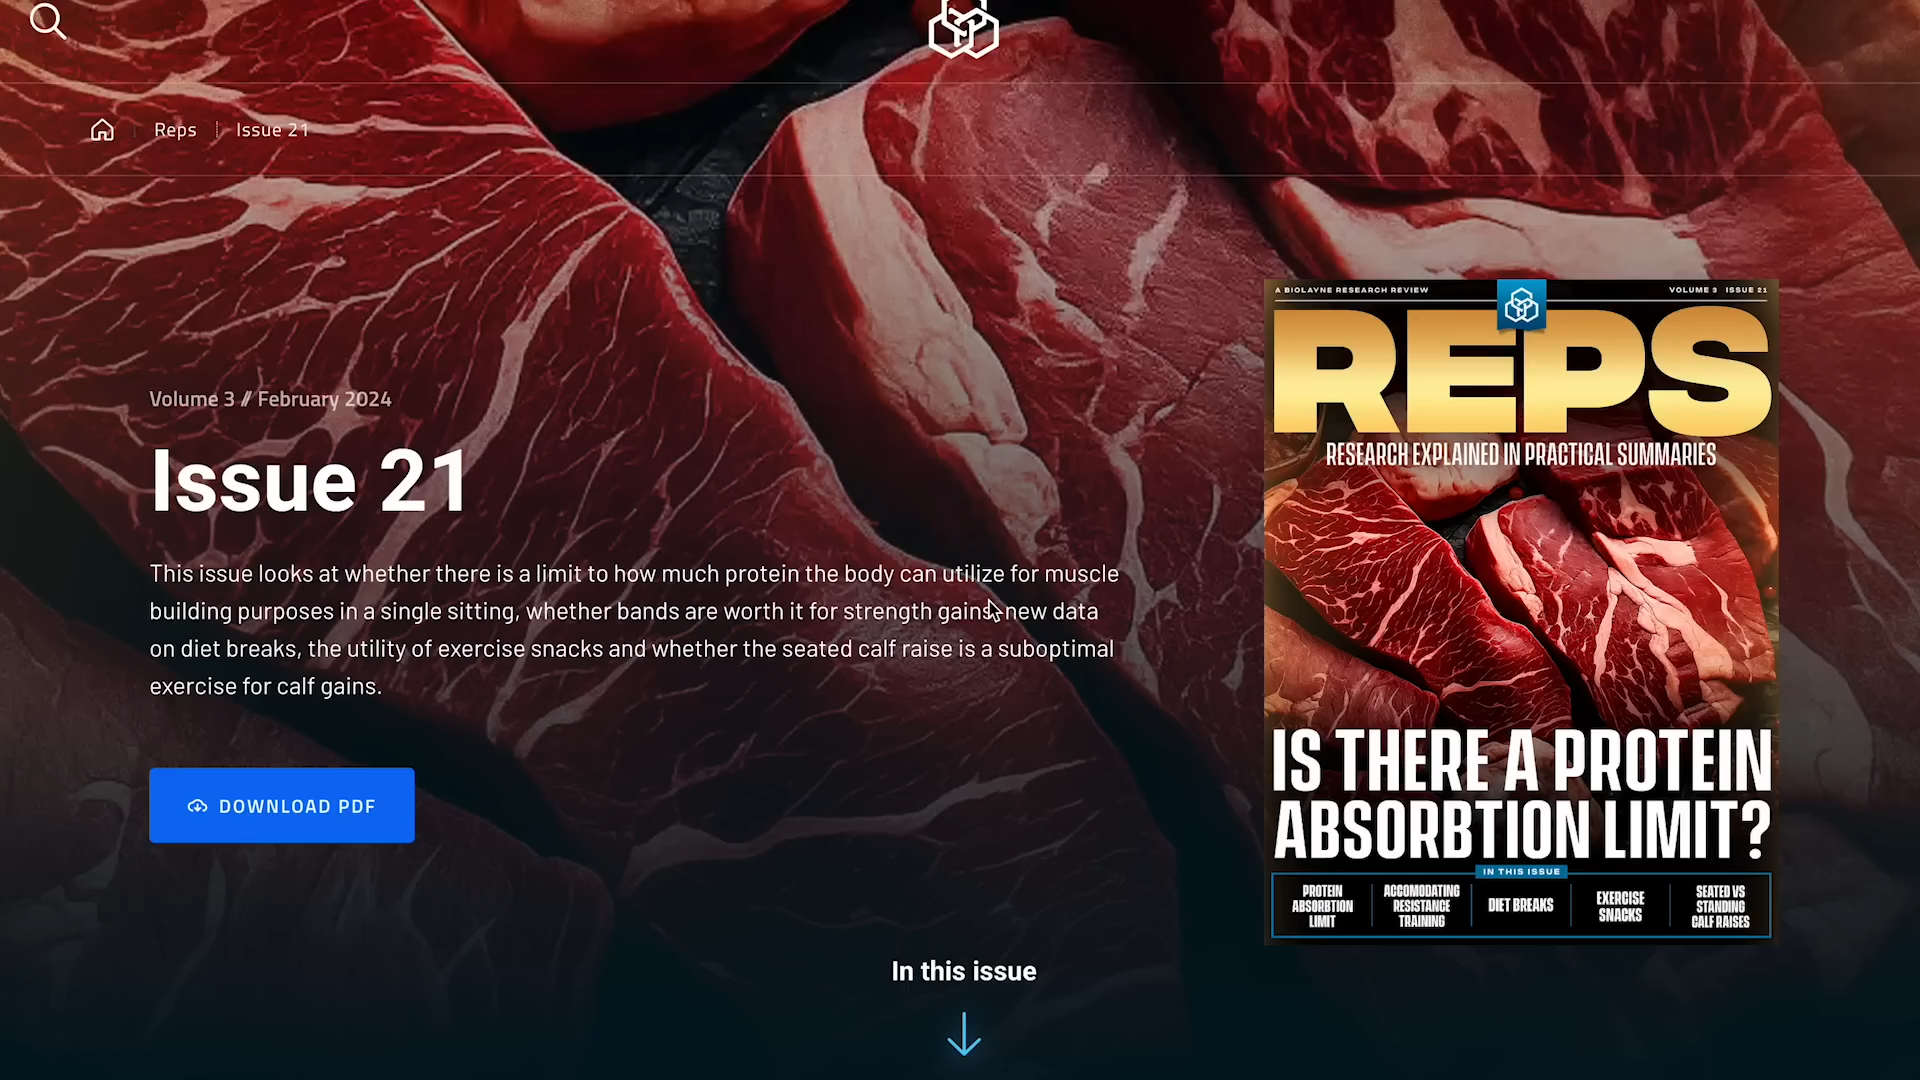 Reps
Issue 21
Volume 3 // February 2024
Issue 21
This issue looks at whether there is a limit to how much protein the body can utilize for muscle
building purposes in a single sitting, whether bands are worth it for strength gains, new data
on diet breaks, the utility of exercise snacks and whether the seated calf raise is a suboptimal
exercise for calf gains.
DOWNLOAD PDF
A BIOLAYNE RESEARCH REVIEW
VOLUME 3 ISSUE 21
REPS
RESEARCH EXPLAINED IN PRACTICAL SUMMARIES
IS THERE A PROTEIN
ABSORBTION LIMIT?
IN THIS ISSUE
PROTEIN
ABSORBTION
LIMIT
ACCOMODATING
RESISTANCE
TRAINING
DIET BREAKS
EXERCISE
SNACKS
SEATED VS
STANDING
CALF RAISES
In this issue